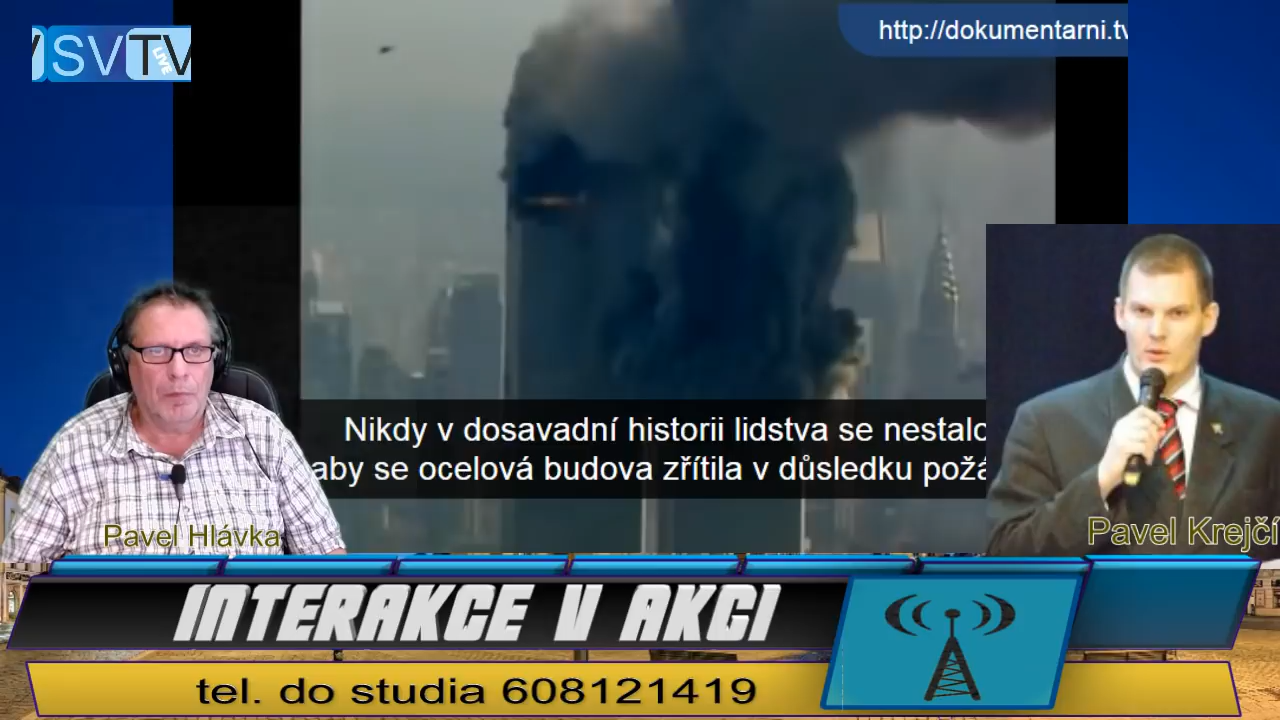 SVTV
LIVE
http://dokumentarni.tv
Nikdy v dosavadní historii lidstva se nestalo
aby se ocelová budova zřítila v důsledku požá
Pavel Hlávka
Pavel Krejčí
INTERAKCE V AKCI
tel. do studia 608121419